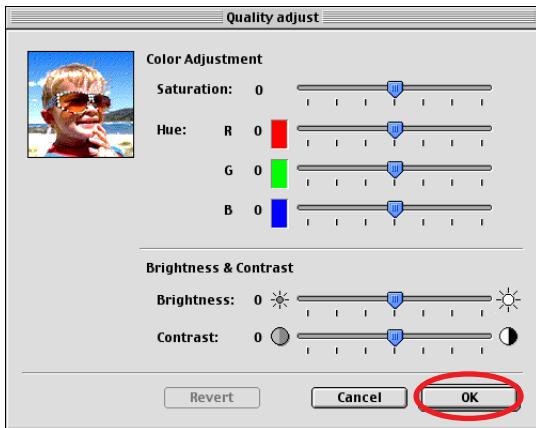 Quality adjust
Color Adjustment
Saturation: 0
Hue: R 0
G 0
B 0
Brightness & Contrast
Brightness: 0
Contrast: 0
Revert Cancel OK